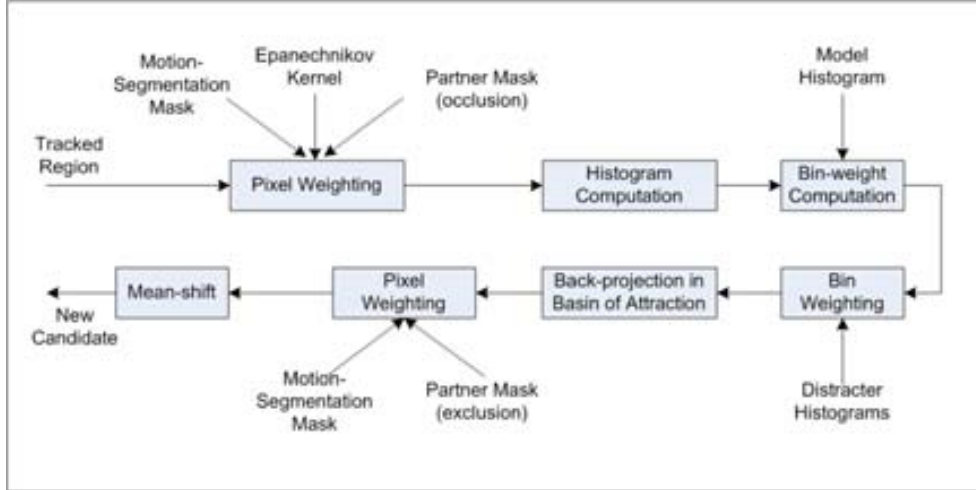 Motion-
Segmentation
Mask
Epanechnikov
Kernel
Partner Mask
(occlusion)
Model
Histogram
Tracked
Region
Pixel Weighting
Histogram
Computation
Bin-weight
Computation
Mean-shift
Pixel
Weighting
Back-projection in
Basin of Attraction
Bin
Weighting
New
Candidate
Motion-
Segmentation
Mask
Partner Mask
(exclusion)
Distracter
Histograms